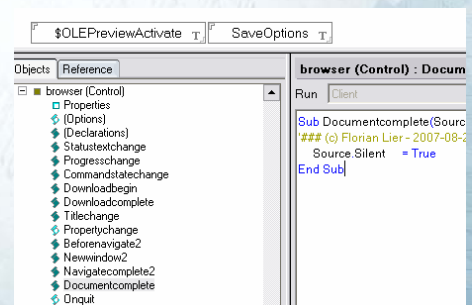 $OLEPreviewActivate T
SaveOptions T
Objects Reference
browser (Control)
Properties
(Options)
(Declarations)
Statustextchange
Progresschange
Commandstatechange
Downloadbegin
Downloadcomplete
Titlechange
Propertychange
Beforenavigate2
Newwindow2
Navigatecomplete2
Documentcomplete
Onquit
browser (Control) : Docum
Run Client
Sub Documentcomplete(Sourc
'### (c) Florian Lier - 2007-08-2
Source.Silent = True
End Sub